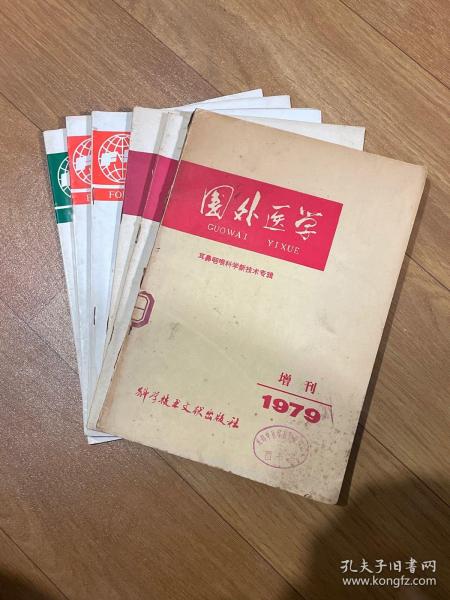 国外医学
GUOWAI YIXUE
耳鼻咽喉科学新技术专辑
增刊
1979
科学技术文献出版社
FO
孔夫子旧书网
www.kongfz.com